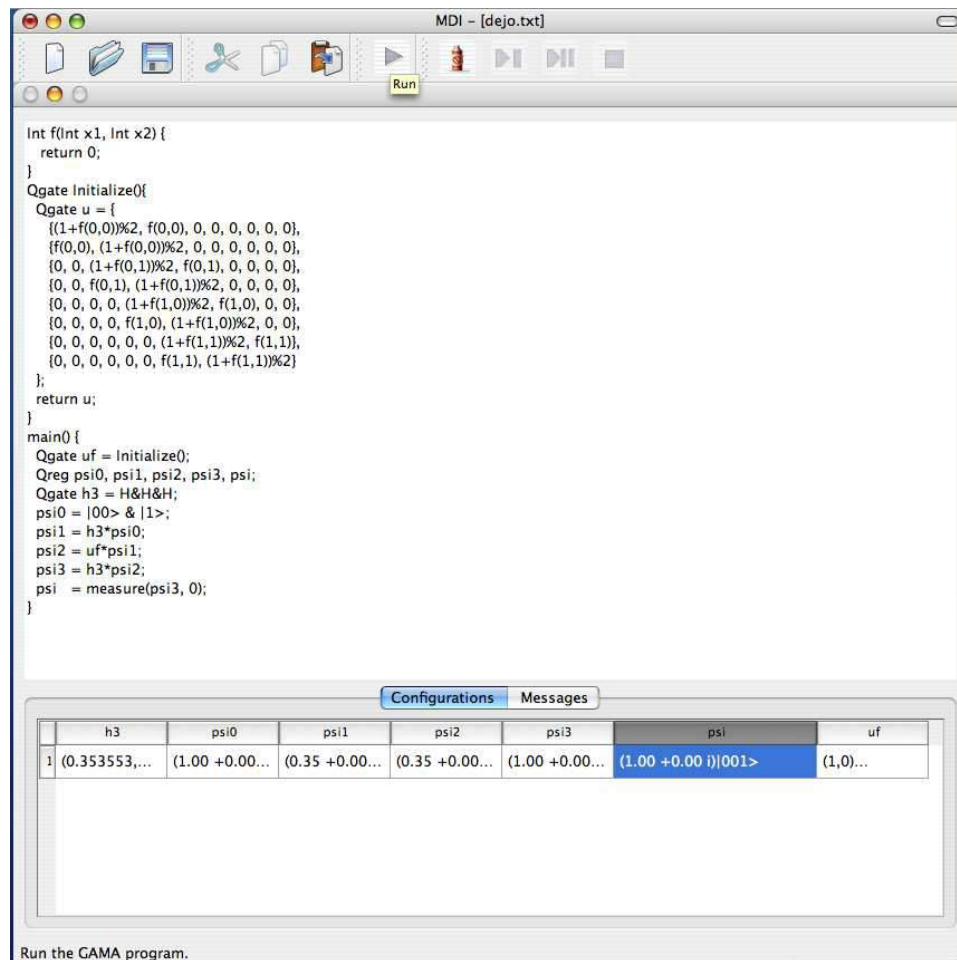 MDI - [dejo.txt]
Run
Int f(Int x1, Int x2) {
return 0;
}
Qgate Initialize(){
Qgate u = {
{(1+f(0,0))%2, f(0,0), 0, 0, 0, 0, 0, 0},
{f(0,0), (1+f(0,0))%2, 0, 0, 0, 0, 0, 0},
{0, 0, (1+f(0,1))%2, f(0,1), 0, 0, 0, 0},
{0, 0, f(0,1), (1+f(0,1))%2, 0, 0, 0, 0},
{0, 0, 0, 0, (1+f(1,0))%2, f(1,0), 0, 0},
{0, 0, 0, 0, f(1,0), (1+f(1,0))%2, 0, 0},
{0, 0, 0, 0, 0, 0, (1+f(1,1))%2, f(1,1)},
{0, 0, 0, 0, 0, 0, f(1,1), (1+f(1,1))%2}
};
return u;
}
main() {
Qgate uf = Initialize();
Qreg psi0, psi1, psi2, psi3, psi;
Qgate h3 = H&H&H;
psi0 = |00> & |1>;
psi1 = h3*psi0;
psi2 = uf*psi1;
psi3 = h3*psi2;
psi = measure(psi3, 0);
}
Configurations Messages
h3 psi0 psi1 psi2 psi3 psi uf
1 (0.353553,... (1.00 +0.00... (0.35 +0.00... (0.35 +0.00... (1.00 +0.00... (1.00 +0.00 i)|001> (1,0)...
Run the GAMA program.